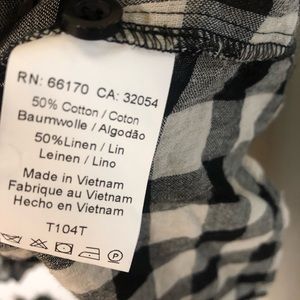 RN: 66170 CA: 32054
50% Cotton / Coton
Baumwolle / Algodão
50%Linen / Lin
Leinen / Lino
Made in Vietnam
Fabrique au Vietnam
Hecho en Vietnam
T104T